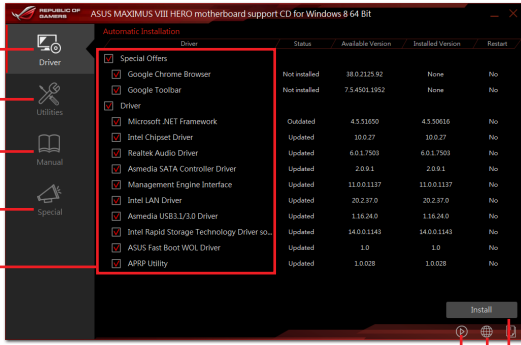 REPUBLIC OF GAMERS ASUS MAXIMUS VIII HERO motherboard support CD for Windows 8 64 Bit
Automatic Installation
Driver Status Available Version Installed Version Restart
Special Offers
Google Chrome Browser Not installed 38.0.2125.92 None No
Google Toolbar Not installed 7.5.4501.1952 None No
Driver
Microsoft .NET Framework Outdated 4.5.51650 4.5.50616 No
Intel Chipset Driver Updated 10.0.27 10.0.27 No
Realtek Audio Driver Updated 6.0.1.7503 6.0.1.7503 No
Asmedia SATA Controller Driver Updated 2.0.9.1 2.0.9.1 No
Management Engine Interface Updated 11.0.0.1137 11.0.0.1137 No
Intel LAN Driver Updated 20.2.37.0 20.2.37.0 No
Asmedia USB3.1/3.0 Driver Updated 1.16.24.0 1.16.24.0 No
Intel Rapid Storage Technology Driver so... Updated 14.0.0.1143 14.0.0.1143 No
ASUS Fast Boot WOL Driver Updated 1.0 1.0 No
APRP Utility Updated 1.0.028 1.0.028 No
Driver
Utilities
Manual
Special
Install